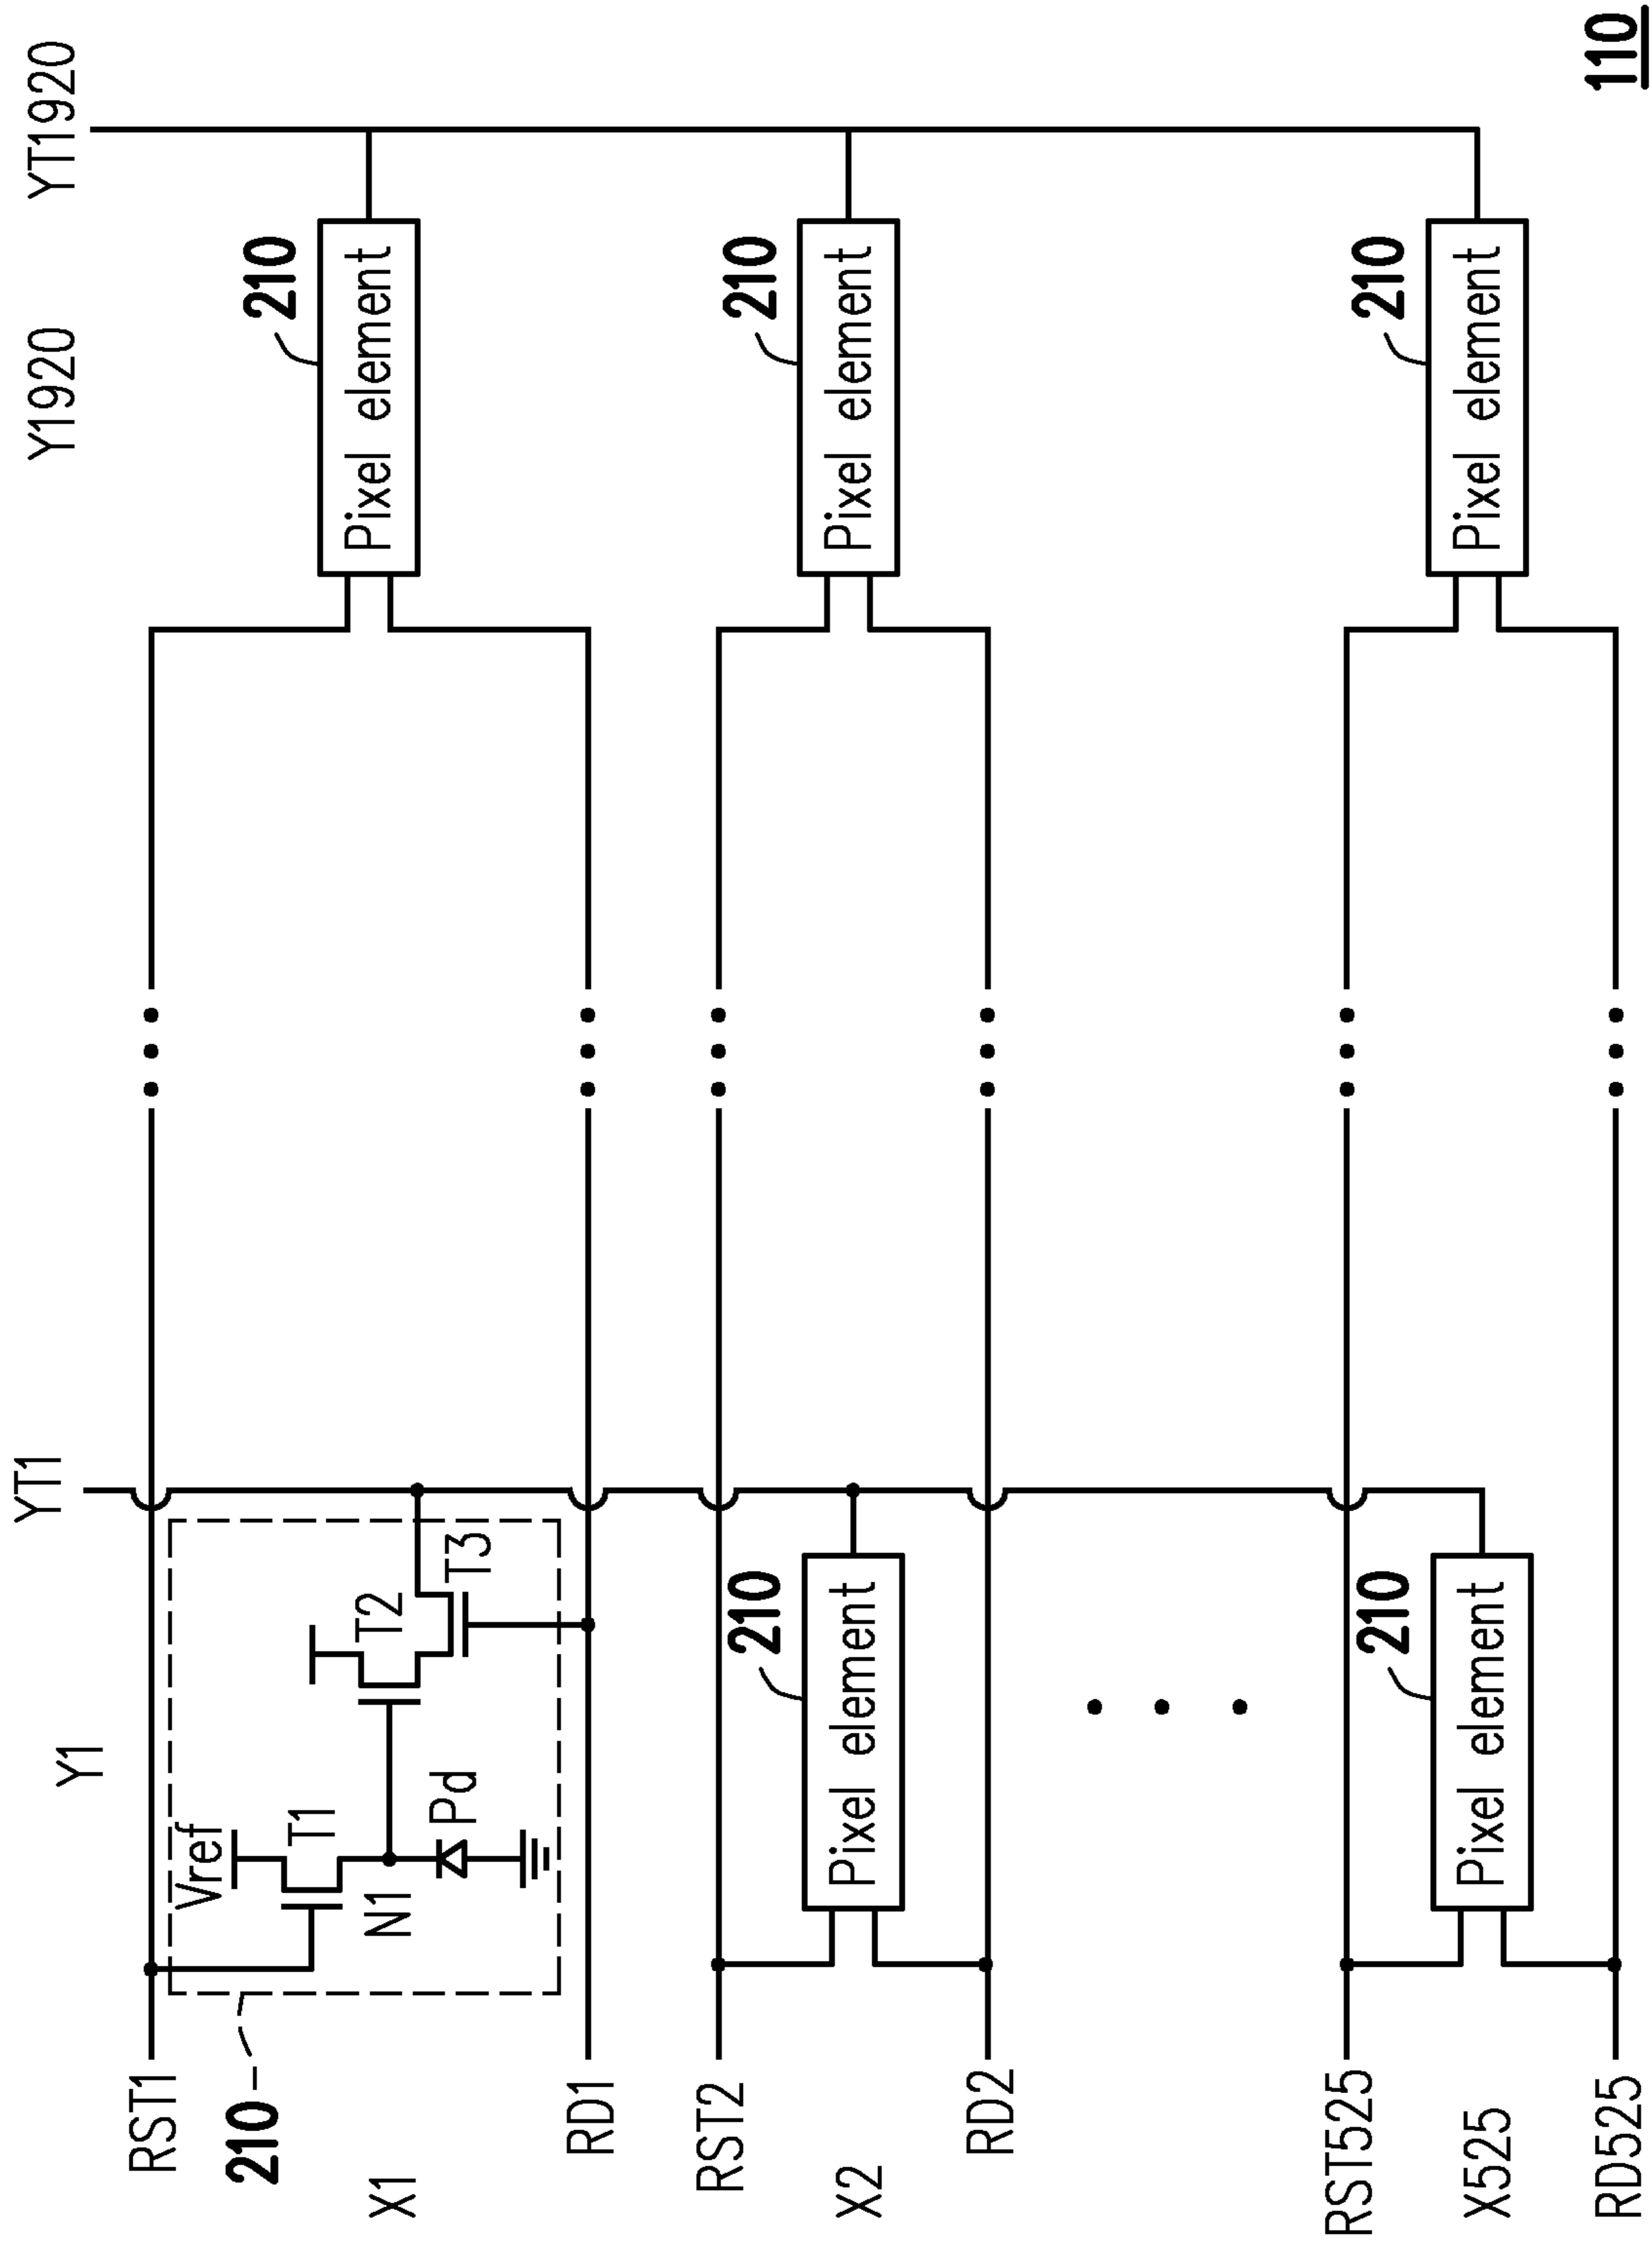 Y1
YT1
Y1920
YT1920
RST1
Vref
T1
T2
T3
N1
Pd
210
X1
RD1
210
Pixel element
RST2
X2
210
Pixel element
210
Pixel element
RD2
RST525
X525
210
Pixel element
210
Pixel element
RD525
110